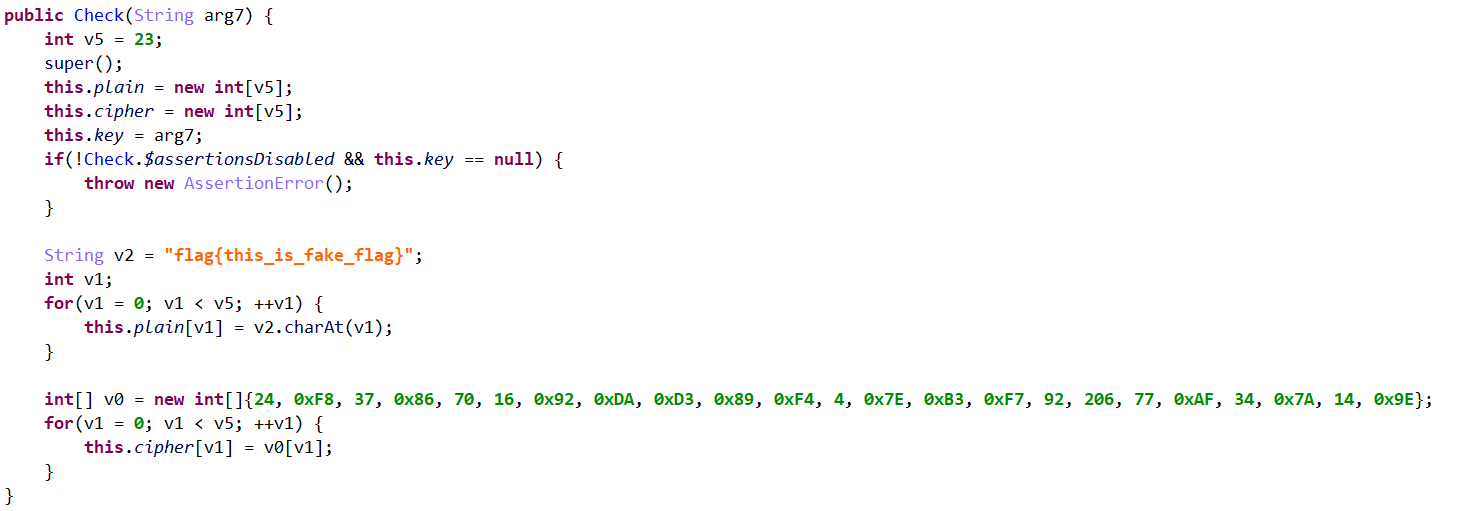 public Check(String arg7) {
    int v5 = 23;
    super();
    this.plain = new int[v5];
    this.cipher = new int[v5];
    this.key = arg7;
    if(!Check.$assertionsDisabled && this.key == null) {
        throw new AssertionError();
    }

    String v2 = "flag{this_is_fake_flag}";
    int v1;
    for(v1 = 0; v1 < v5; ++v1) {
        this.plain[v1] = v2.charAt(v1);
    }

    int[] v0 = new int[]{24, 0xF8, 37, 0x86, 70, 16, 0x92, 0xDA, 0xD3, 0x89, 0xF4, 4, 0x7E, 0xB3, 0xF7, 92, 206, 77, 0xAF, 34, 0x7A, 14, 0x9E};
    for(v1 = 0; v1 < v5; ++v1) {
        this.cipher[v1] = v0[v1];
    }
}